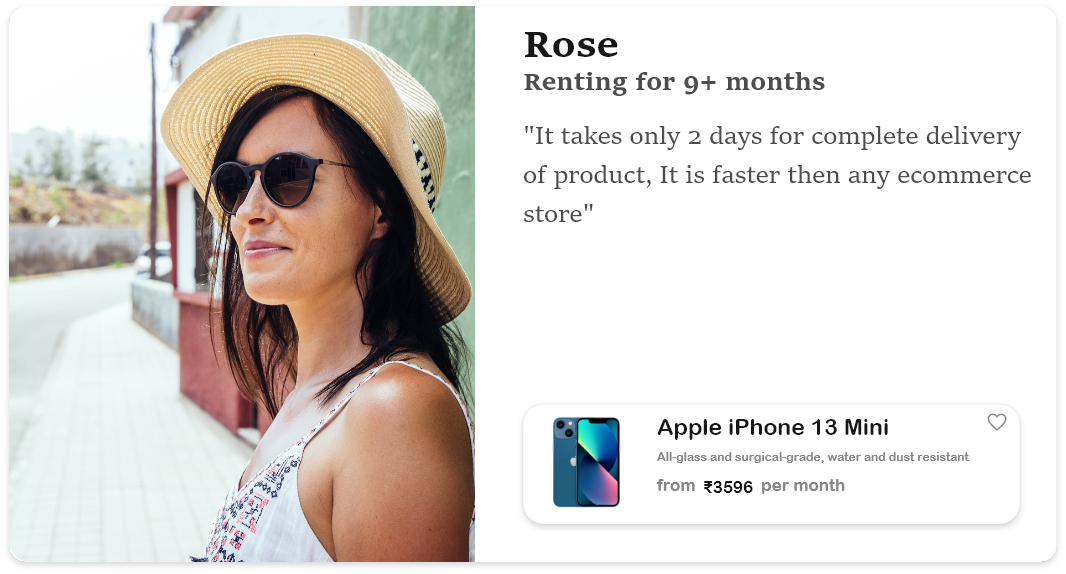 Rose
Renting for 9+ months
"It takes only 2 days for complete delivery
of product, It is faster then any ecommerce
store"
Apple iPhone 13 Mini
All-glass and surgical-grade, water and dust resistant
from ₹3596 per month